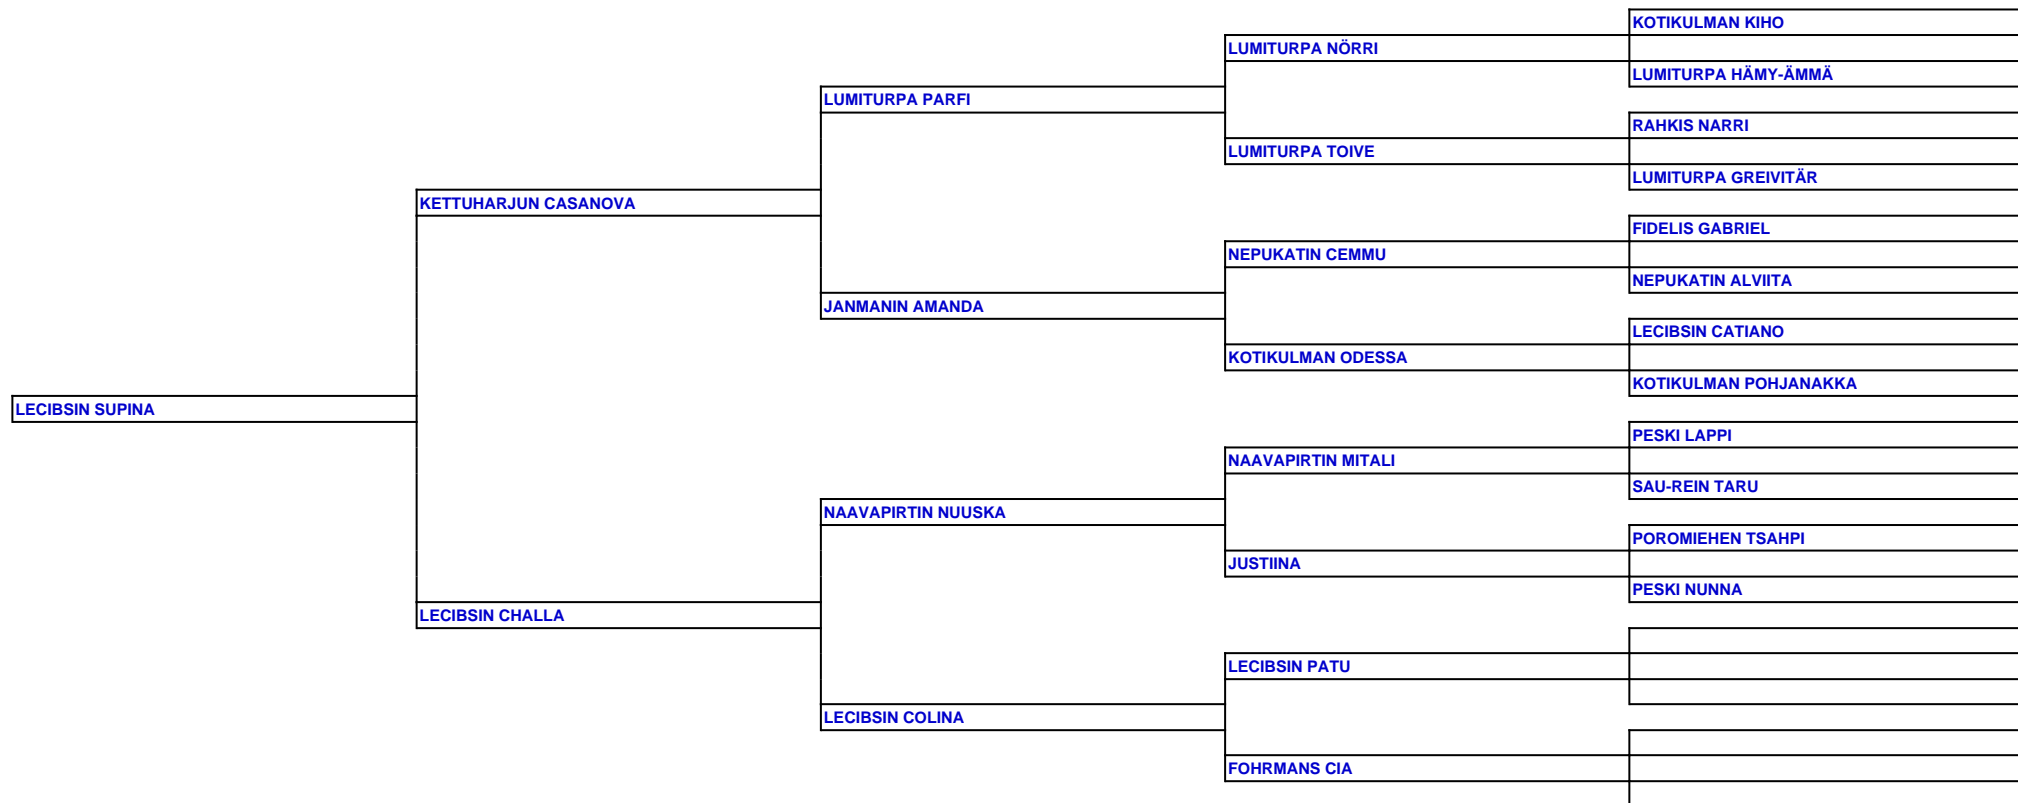 KOTIKULMAN KIHO
LUMITURPA NÖRRI
LUMITURPA HÄMY-ÄMMÄ
LUMITURPA PARFI
RAHKIS NARRI
LUMITURPA TOIVE
LUMITURPA GREIVITÄR
KETTUHARJUN CASANOVA
FIDELIS GABRIEL
NEPUKATIN CEMMU
NEPUKATIN ALVIITA
JANMANIN AMANDA
LECIBSIN CATIANO
KOTIKULMAN ODESSA
KOTIKULMAN POHJANAKKA
LECIBSIN SUPINA
PESKI LAPPI
NAAVAPIRTIN MITALI
SAU-REIN TARU
NAAVAPIRTIN NUUSKA
POROMIEHEN TSAHPI
JUSTIINA
PESKI NUNNA
LECIBSIN CHALLA
LECIBSIN PATU
LECIBSIN COLINA
FOHRMANS CIA